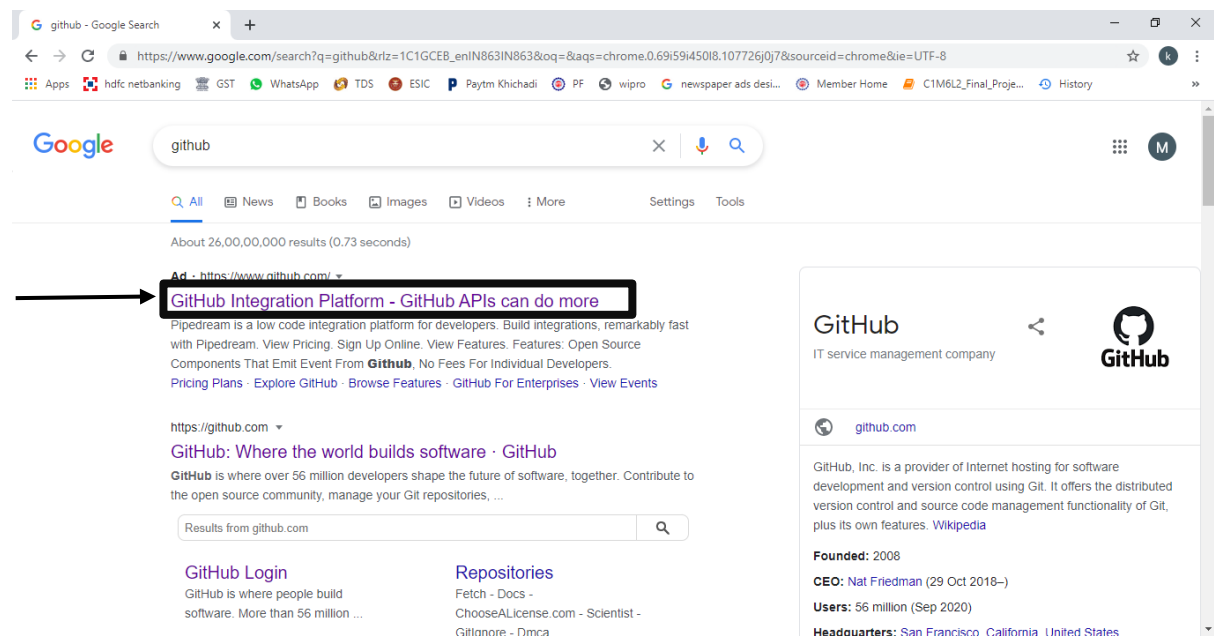 github - Google Search
https://www.google.com/search?q=github&rlz=1C1GCEB_enIN863IN863&oq=&aqs=chrome.0.69i59i450l8.107726j0j7&sourceid=chrome&ie=UTF-8
k
Apps hdfc netbanking GST WhatsApp TDS ESIC Paytm Khichadi PF wipro newspaper ads desi... Member Home C1M6L2_Final_Proje... History »
Google
github
M
All News Books Images Videos More Settings Tools
About 26,00,00,000 results (0.73 seconds)
Ad · https://www.github.com/
GitHub Integration Platform - GitHub APIs can do more
Pipedream is a low code integration platform for developers. Build integrations, remarkably fast
with Pipedream. View Pricing. Sign Up Online. View Features. Features: Open Source
Components That Emit Event From Github, No Fees For Individual Developers.
Pricing Plans · Explore GitHub · Browse Features · GitHub For Enterprises · View Events
https://github.com
GitHub: Where the world builds software · GitHub
GitHub is where over 56 million developers shape the future of software, together. Contribute to
the open source community, manage your Git repositories, ...
Results from github.com
GitHub Login
GitHub is where people build
software. More than 56 million ...
Repositories
Fetch - Docs -
ChooseALicense.com - Scientist -
GitIgnore - Dmca
GitHub
IT service management company
GitHub
github.com
GitHub, Inc. is a provider of Internet hosting for software
development and version control using Git. It offers the distributed
version control and source code management functionality of Git,
plus its own features. Wikipedia
Founded: 2008
CEO: Nat Friedman (29 Oct 2018–)
Users: 56 million (Sep 2020)
Headquarters: San Francisco, California, United States